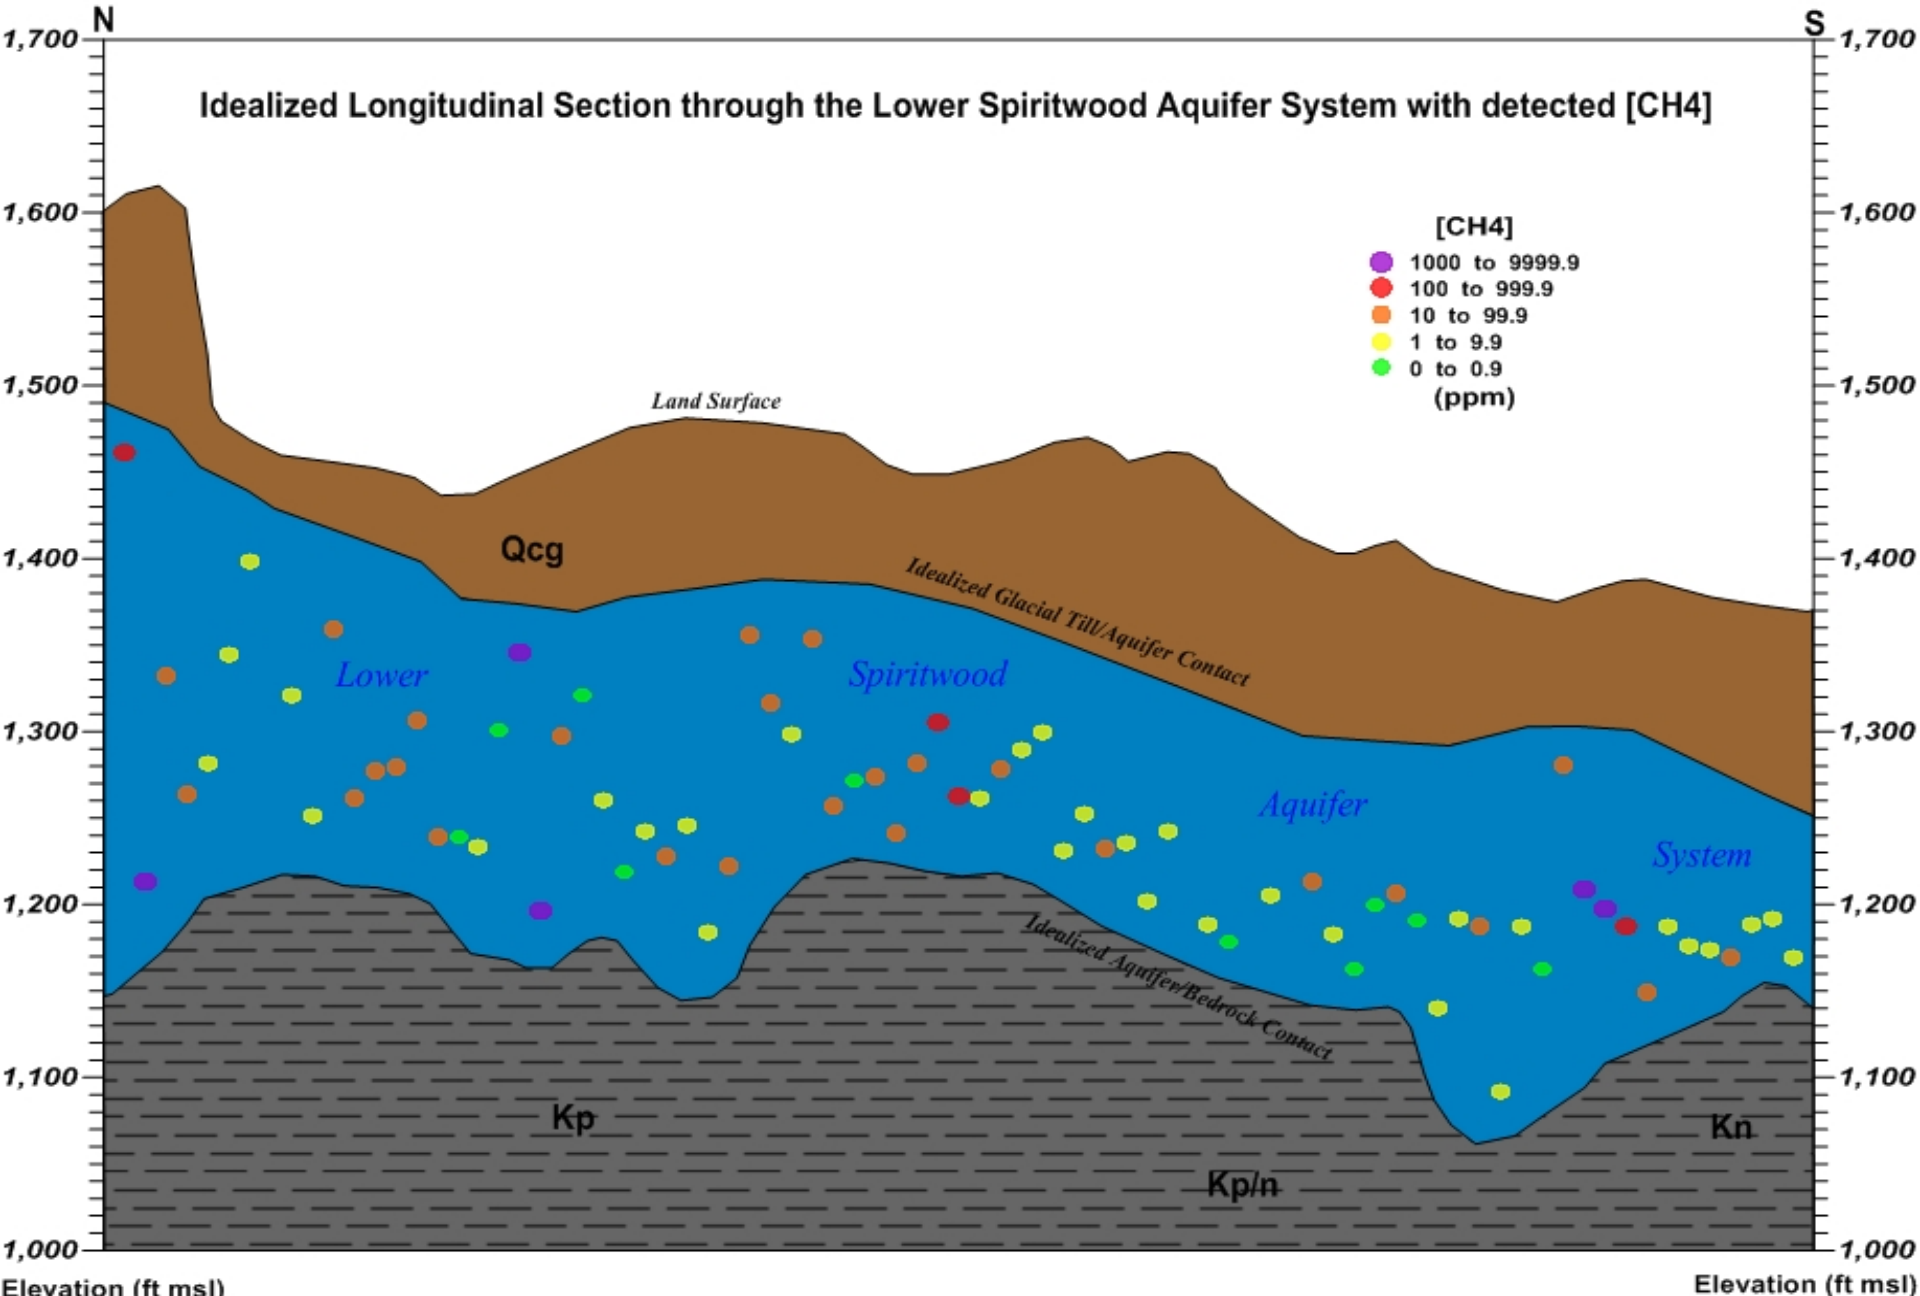 N
S
1,700
1,700
Idealized Longitudinal Section through the Lower Spiritwood Aquifer System with detected [CH4]
1,600
1,600
[CH4]
1000 to 9999.9
100 to 999.9
10 to 99.9
1 to 9.9
0 to 0.9
(ppm)
1,500
1,500
Land Surface
1,400
1,400
Qcg
Idealized Glacial Till/Aquifer Contact
Lower
Spiritwood
1,300
1,300
Aquifer
System
1,200
1,200
Idealized Aquifer/Bedrock Contact
1,100
1,100
Kp
Kn
Kp/n
1,000
1,000
Elevation (ft msl)
Elevation (ft msl)